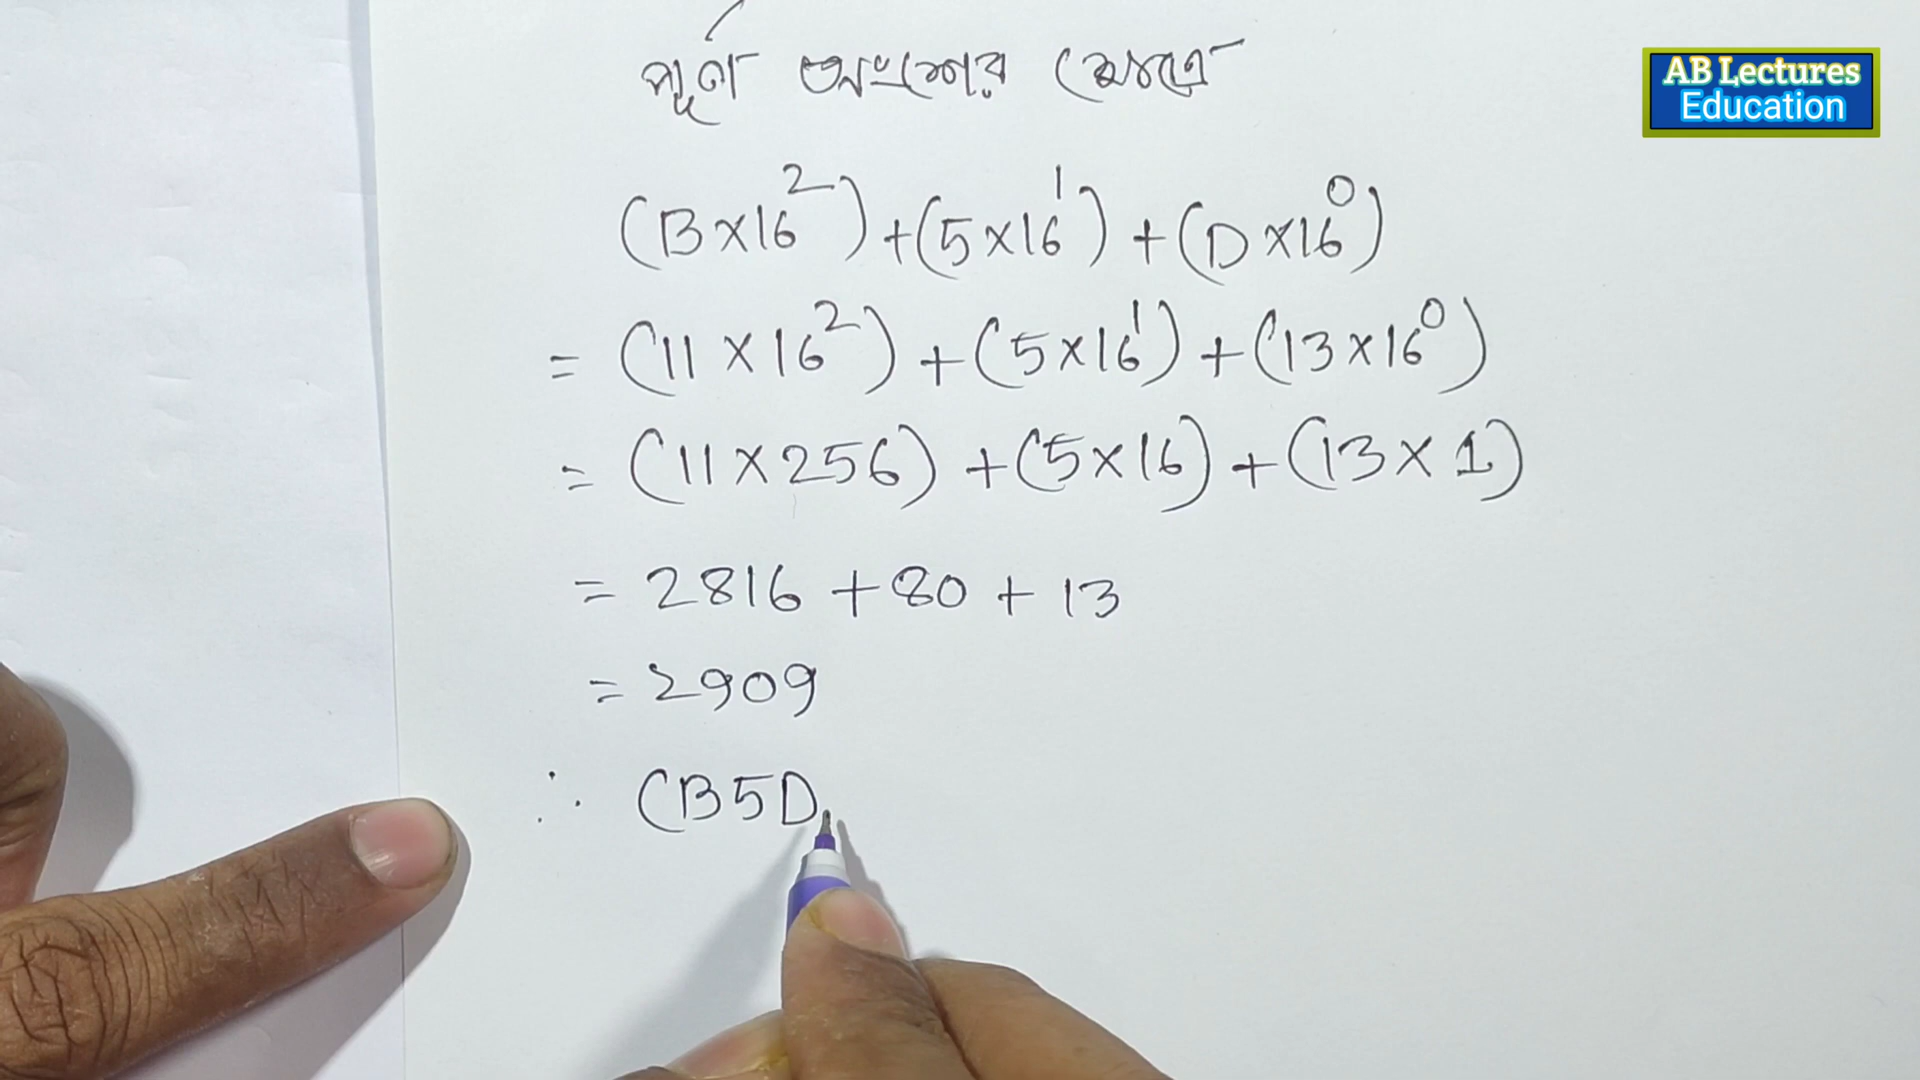 পূর্ণ অংশের ক্ষেত্রে
AB Lectures
Education
(B×16²)+(5×16¹)+(D×16⁰)
= (11×16²)+(5×16¹)+(13×16⁰)
= (11×256)+(5×16)+(13×1)
= 2816+80+13
= 2909
∴ (B5D